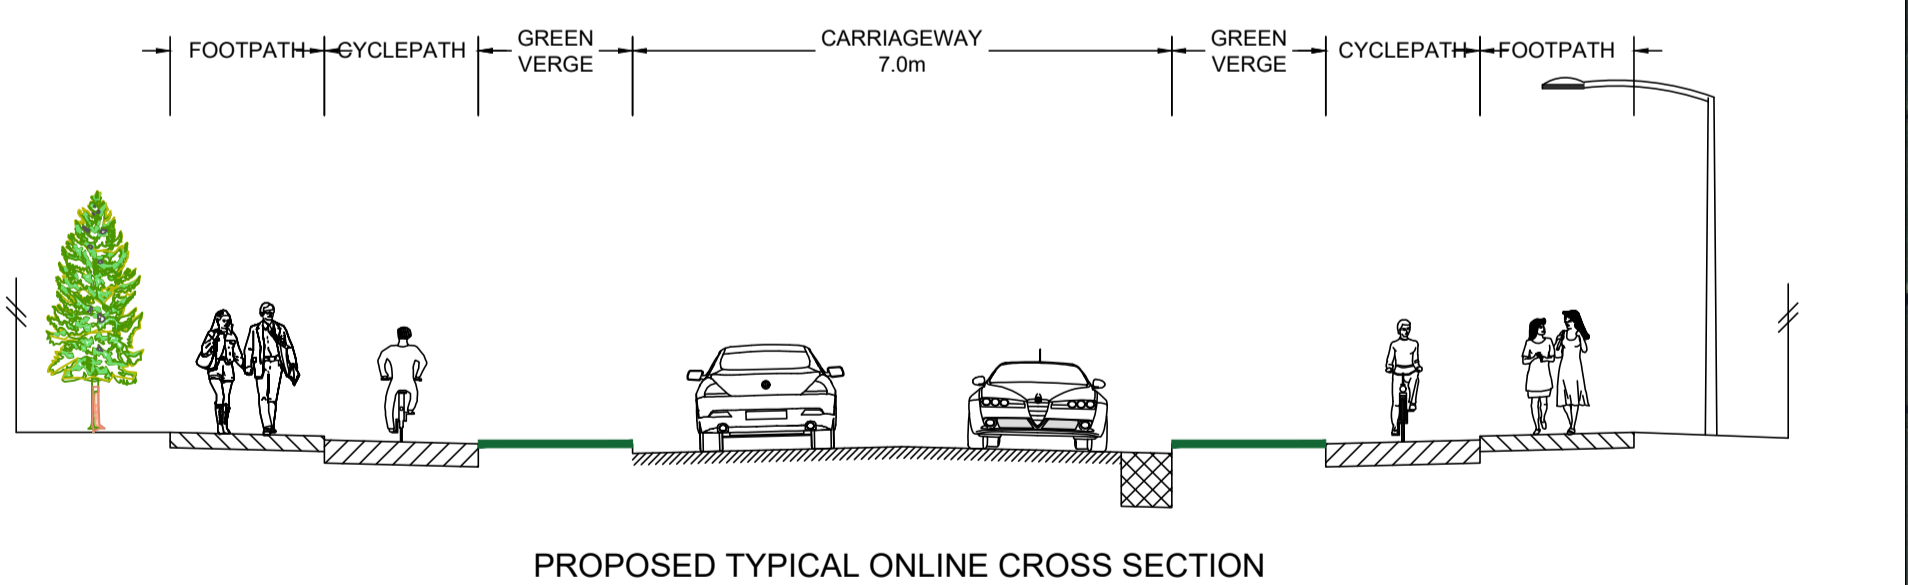 FOOTPATH CYCLEPATH GREEN VERGE CARRIAGEWAY 7.0m GREEN VERGE CYCLEPATH FOOTPATH
PROPOSED TYPICAL ONLINE CROSS SECTION